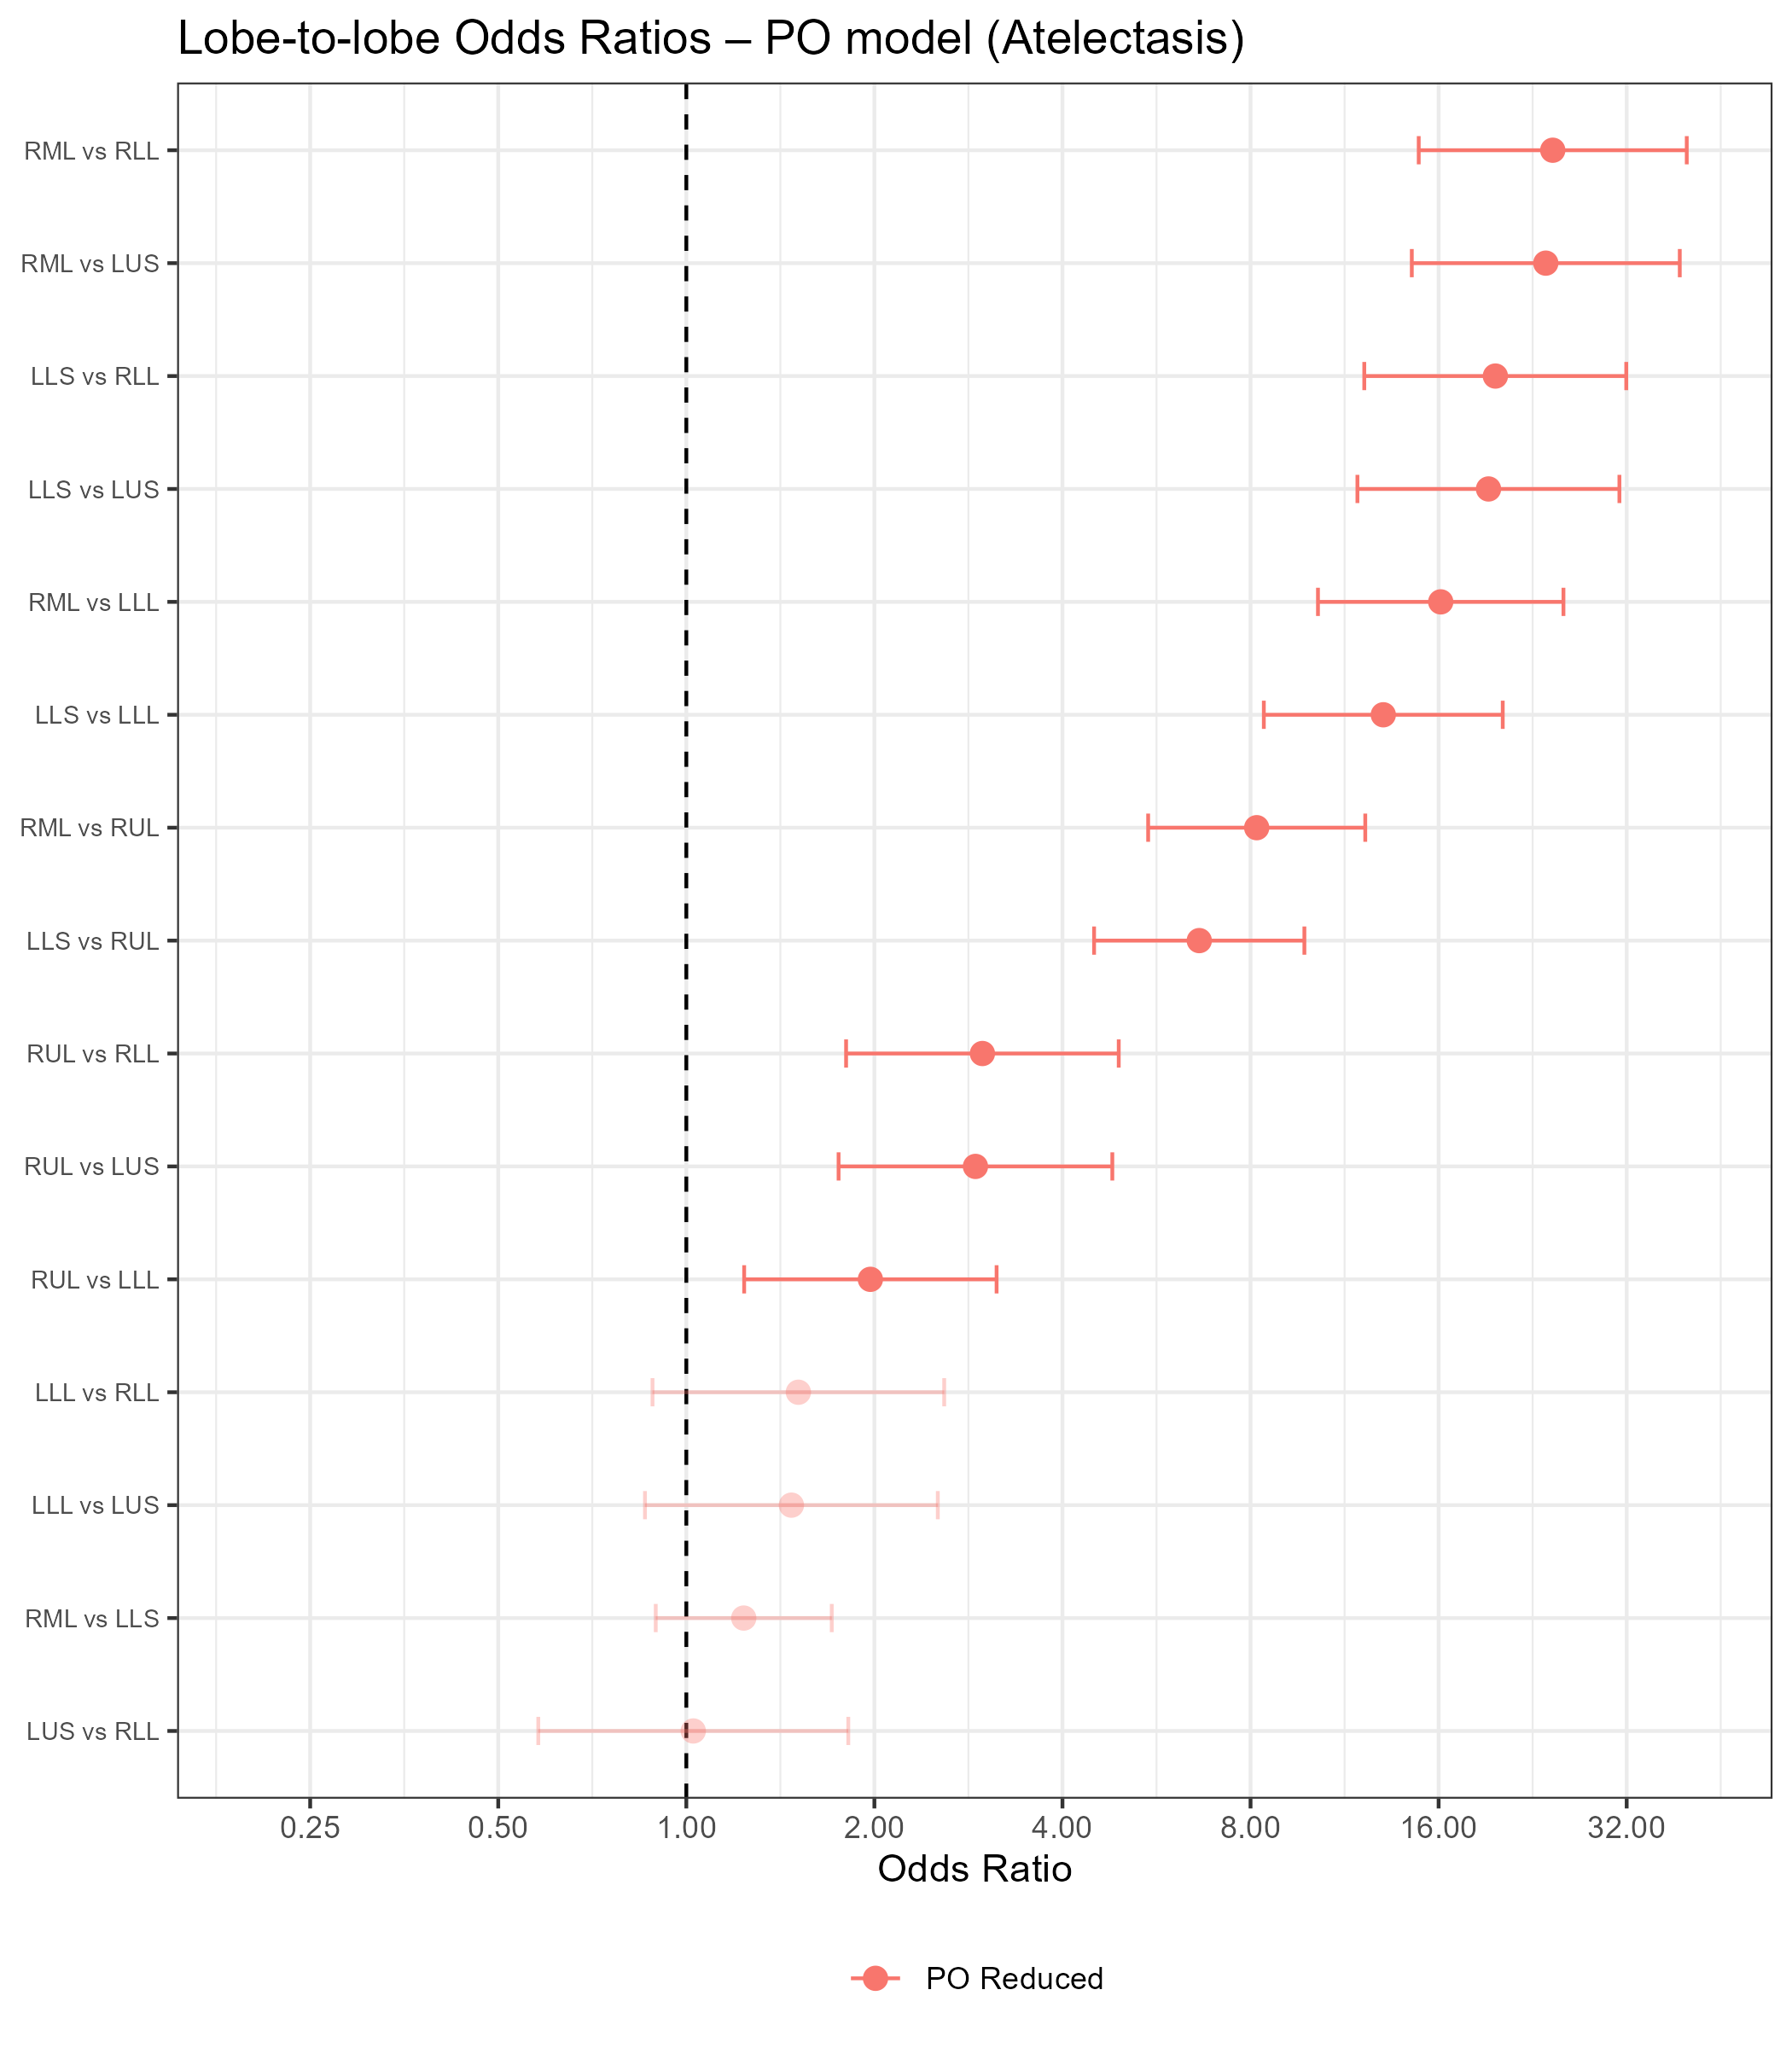 Lobe-to-lobe Odds Ratios – PO model (Atelectasis)
RML vs RLL
RML vs LUS
LLS vs RLL
LLS vs LUS
RML vs LLL
LLS vs LLL
RML vs RUL
LLS vs RUL
RUL vs RLL
RUL vs LUS
RUL vs LLL
LLL vs RLL
LLL vs LUS
RML vs LLS
LUS vs RLL
0.25 0.50 1.00 2.00 4.00 8.00 16.00 32.00
Odds Ratio
PO Reduced